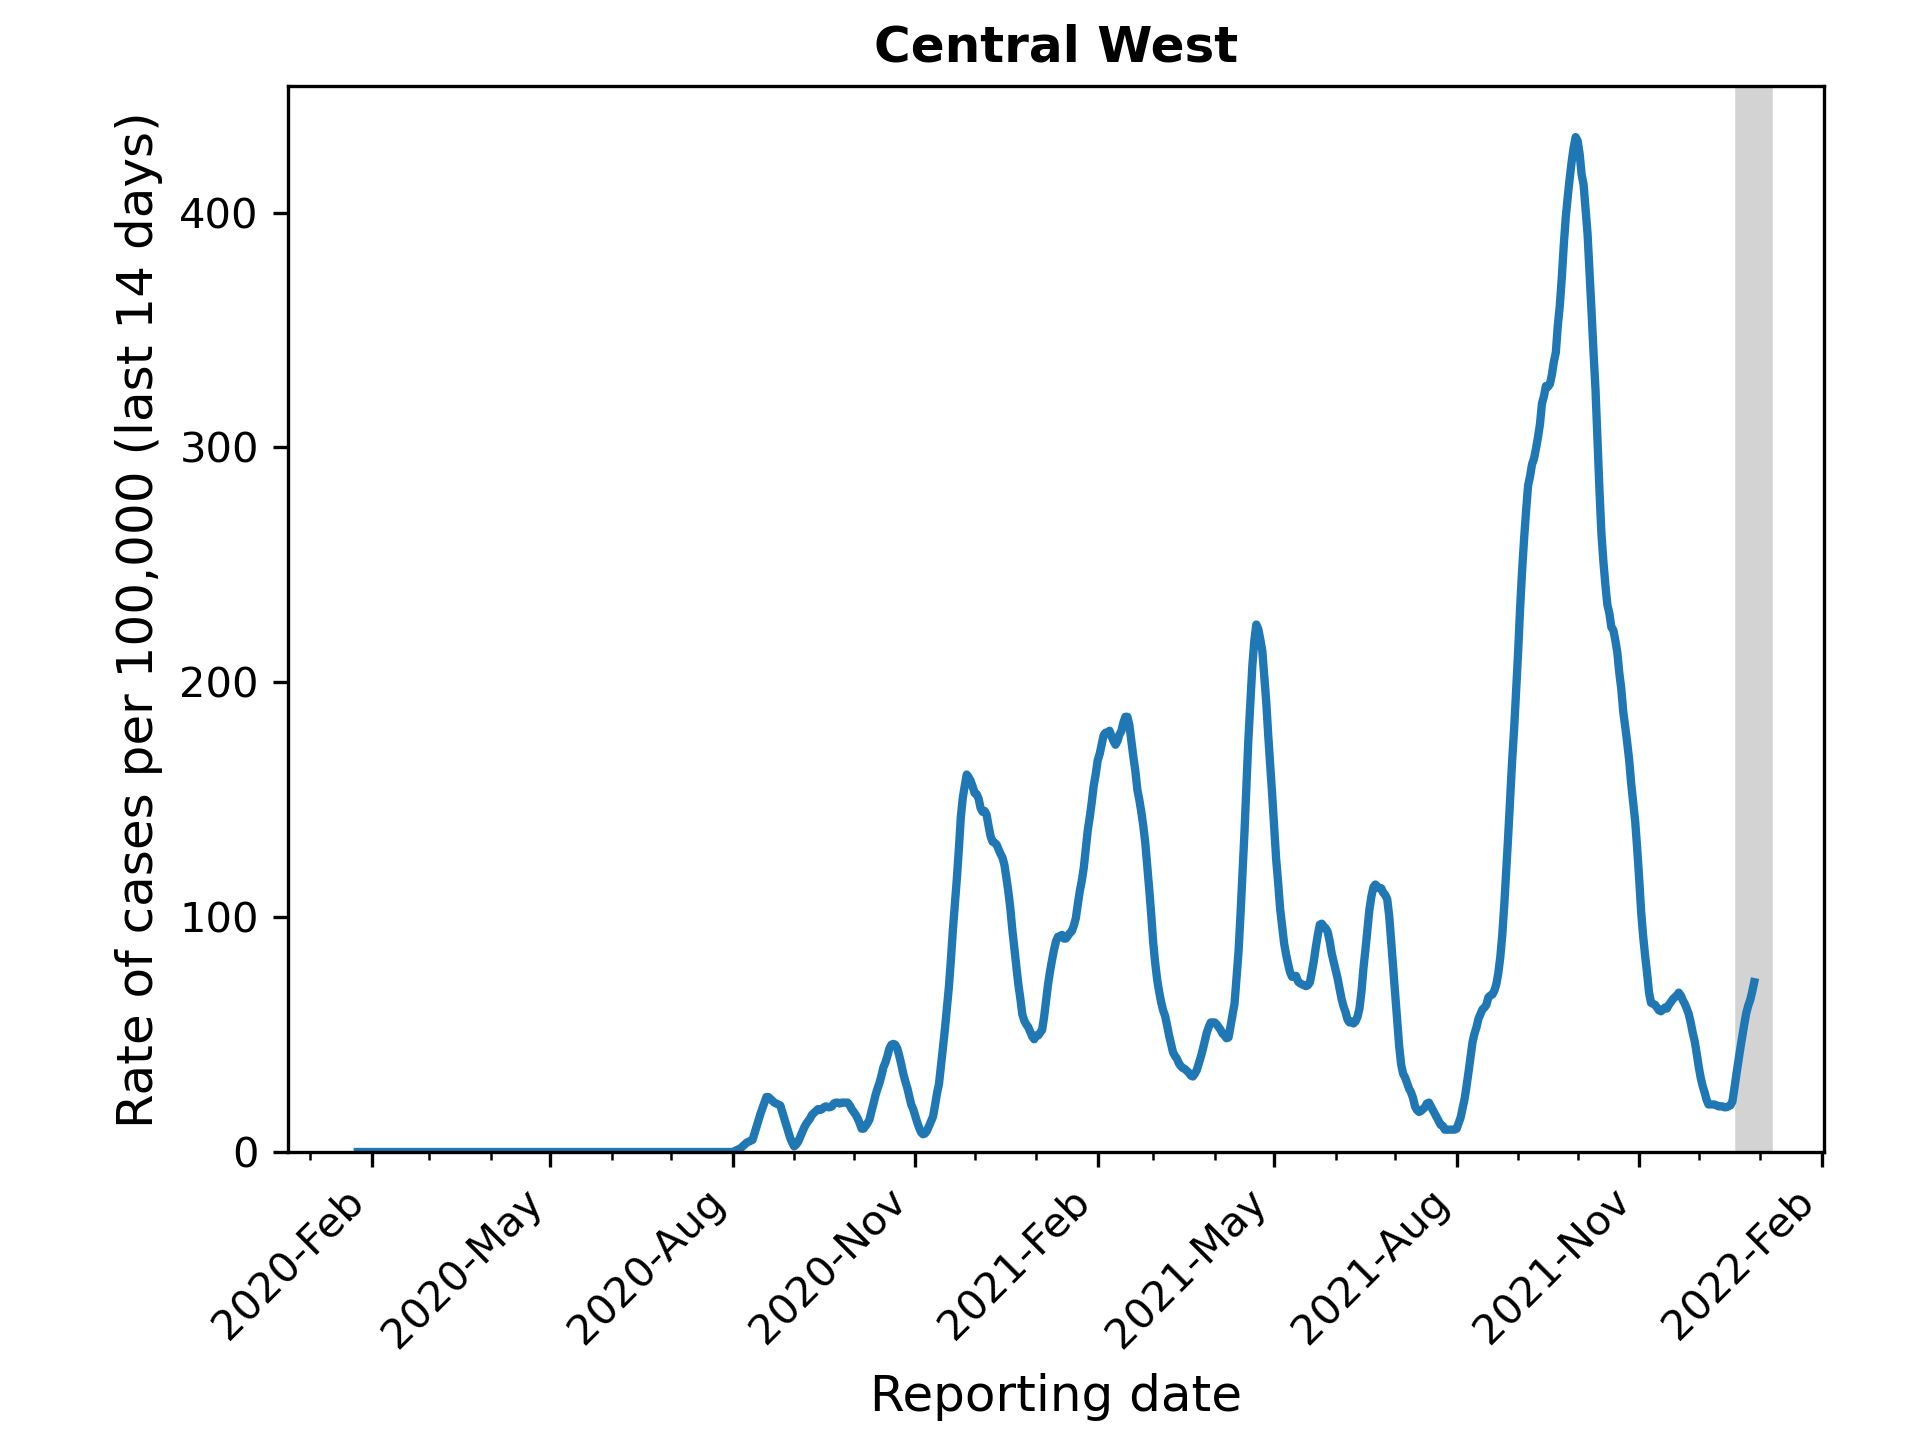 Central West
Rate of cases per 100,000 (last 14 days)
400
300
200
100
0
2020-Feb
2020-May
2020-Aug
2020-Nov
2021-Feb
2021-May
2021-Aug
2021-Nov
2022-Feb
Reporting date